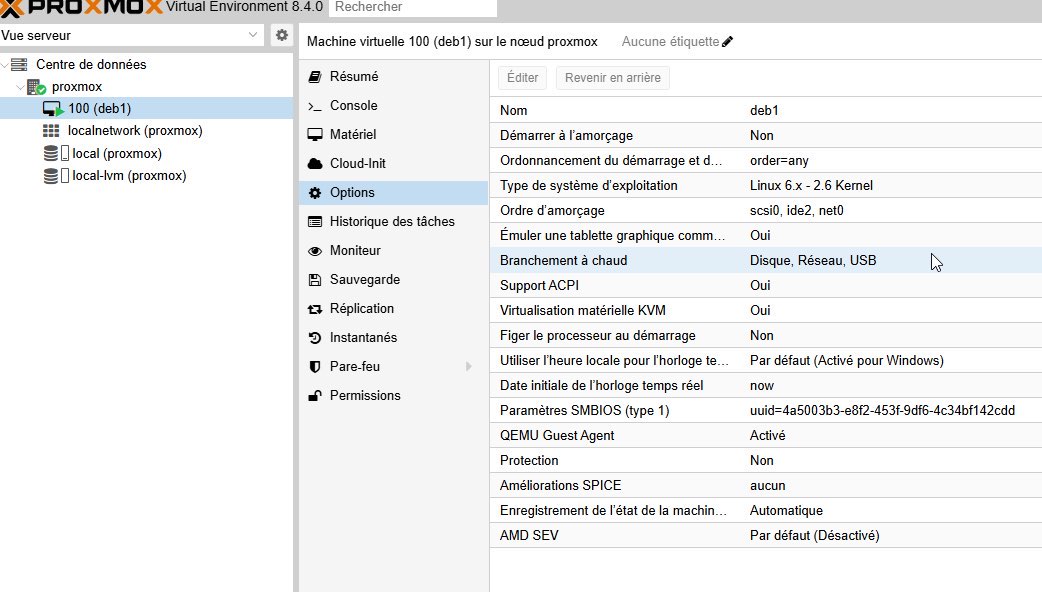 PROXMOX Virtual Environment 8.4.0 Rechercher
Vue serveur
Centre de données
proxmox
100 (deb1)
localnetwork (proxmox)
local (proxmox)
local-lvm (proxmox)
Machine virtuelle 100 (deb1) sur le nœud proxmox Aucune étiquette
Résumé
Console
Matériel
Cloud-Init
Options
Historique des tâches
Moniteur
Sauvegarde
Réplication
Instantanés
Pare-feu
Permissions
Éditer Revenir en arrière
Nom deb1
Démarrer à l'amorçage Non
Ordonnancement du démarrage et d... order=any
Type de système d'exploitation Linux 6.x - 2.6 Kernel
Ordre d'amorçage scsi0, ide2, net0
Émuler une tablette graphique comm... Oui
Branchement à chaud Disque, Réseau, USB
Support ACPI Oui
Virtualisation matérielle KVM Oui
Figer le processeur au démarrage Non
Utiliser l'heure locale pour l'horloge te... Par défaut (Activé pour Windows)
Date initiale de l'horloge temps réel now
Paramètres SMBIOS (type 1) uuid=4a5003b3-e8f2-453f-9df6-4c34bf142cdd
QEMU Guest Agent Activé
Protection Non
Améliorations SPICE aucun
Enregistrement de l'état de la machin... Automatique
AMD SEV Par défaut (Désactivé)